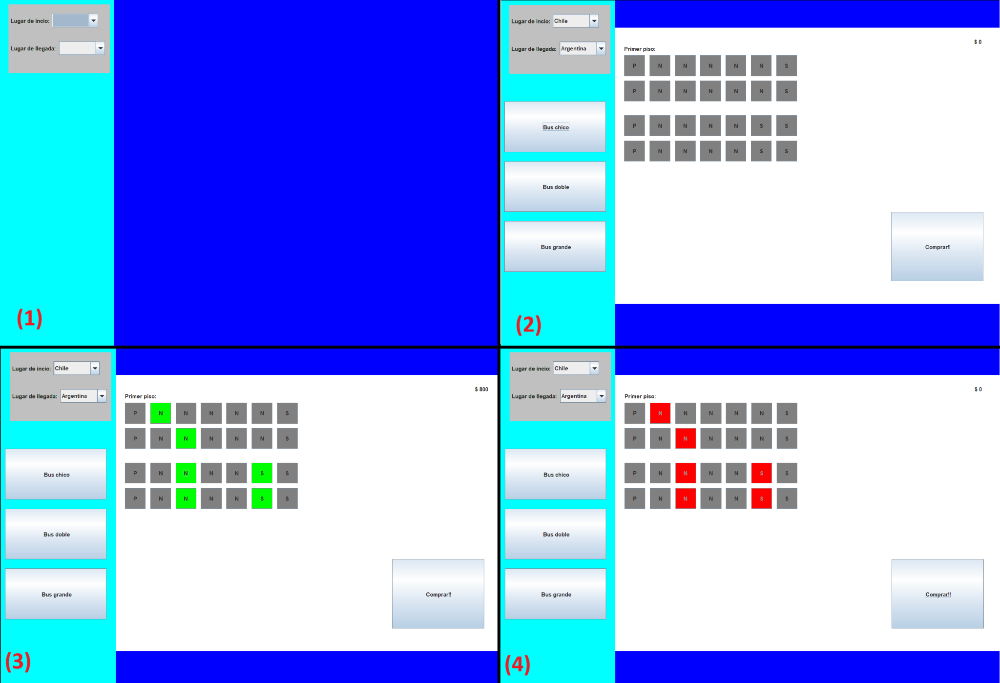 Lugar de incio:
Lugar de llegada:
(1)
Lugar de incio: Chile
Lugar de llegada: Argentina
Bus chico
Bus doble
Bus grande
$ 0
Primer piso:
P N N N N N S
P N N N N N S
P N N N N S S
P N N N N S S
Comprar!!
(2)
Lugar de incio: Chile
Lugar de llegada: Argentina
Bus chico
Bus doble
Bus grande
$ 800
Primer piso:
P N N N N N S
P N N N N N S
P N N N N S S
P N N N N S S
Comprar!!
(3)
Lugar de incio: Chile
Lugar de llegada: Argentina
Bus chico
Bus doble
Bus grande
$ 0
Primer piso:
P N N N N N S
P N N N N N S
P N N N N S S
P N N N N S S
Comprar!!
(4)